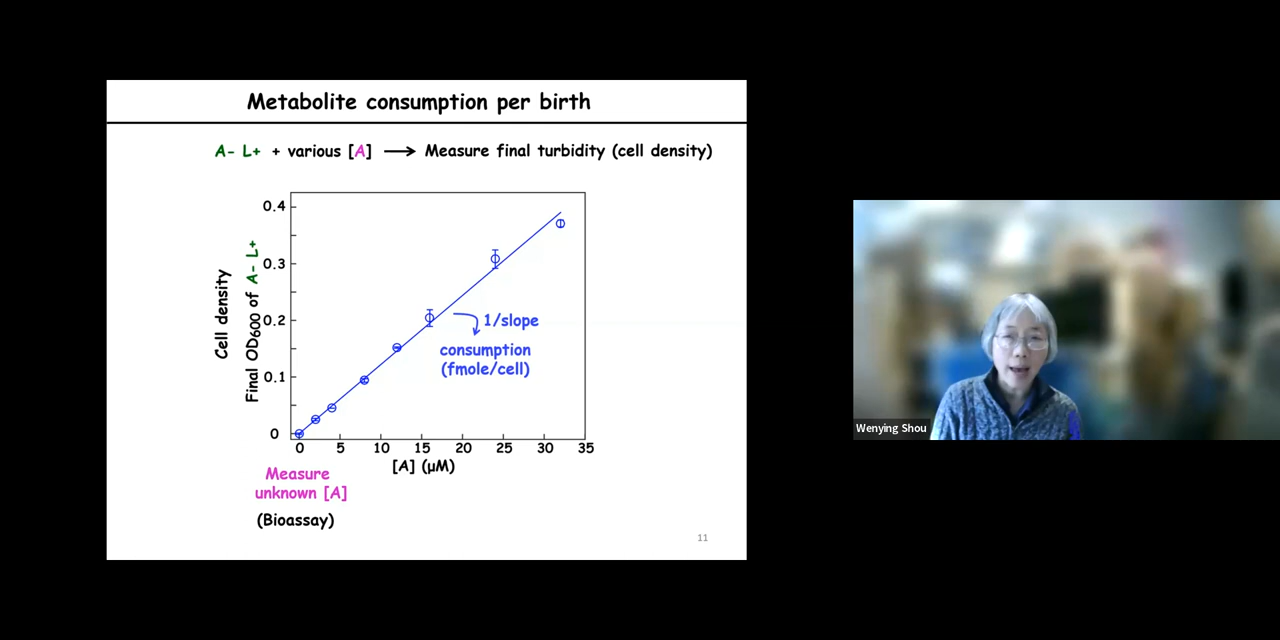 Metabolite consumption per birth
A- L+ + various [A] ⟶ Measure final turbidity (cell density)
Cell density
Final OD600 of A- L+
0.4
0.3
0.2
0.1
0
1/slope
consumption
(fmole/cell)
0 5 10 15 20 25 30 35
[A] (µM)
Measure
unknown [A]
(Bioassay)
11
Wenying Shou